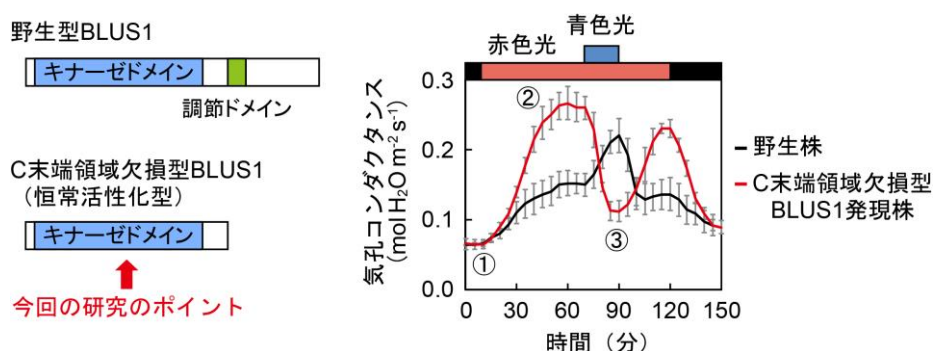 野生型BLUS1
キナーゼドメイン
調節ドメイン
C末端領域欠損型BLUS1
（恒常活性化型）
キナーゼドメイン
今回の研究のポイント
青色光
赤色光
気孔コンダクタンス
(mol H₂O m⁻² s⁻¹)
0.3
0.2
0.1
0.0
①
②
③
0 30 60 90 120 150
時間（分）
野生株
C末端領域欠損型
BLUS1発現株